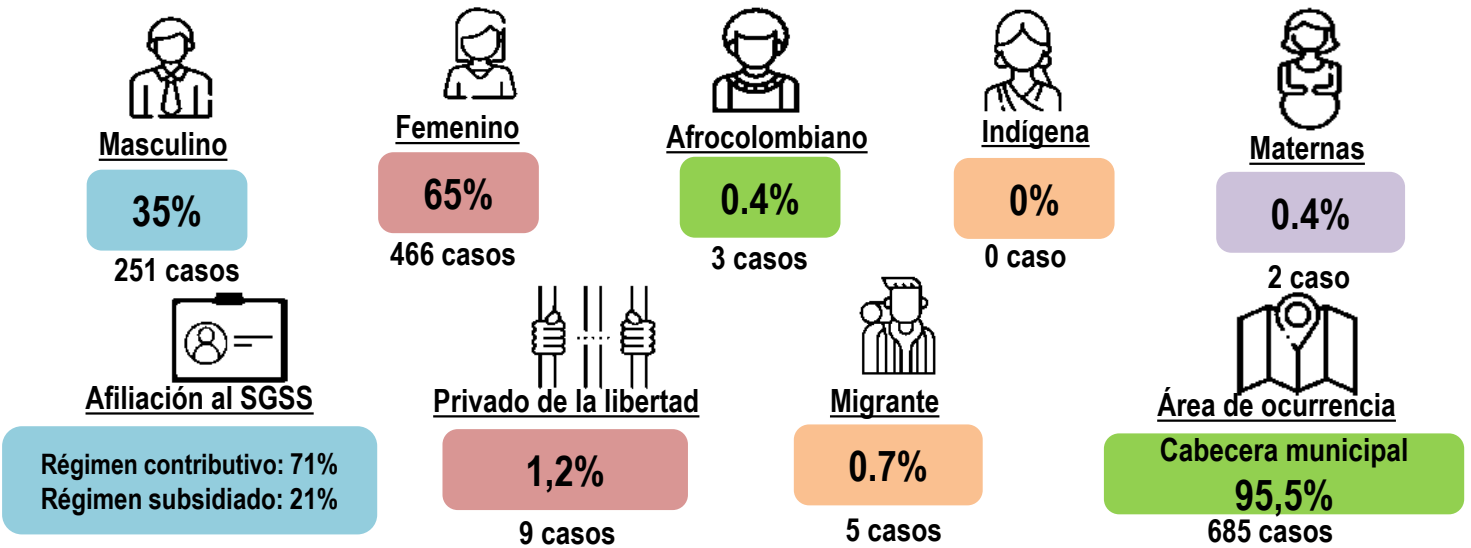 Masculino
35%
251 casos
Femenino
65%
466 casos
Afrocolombiano
0.4%
3 casos
Indígena
0%
0 caso
Maternas
0.4%
2 caso
Afiliación al SGSS
Régimen contributivo: 71%
Régimen subsidiado: 21%
Privado de la libertad
1,2%
9 casos
Migrante
0.7%
5 casos
Área de ocurrencia
Cabecera municipal
95,5%
685 casos